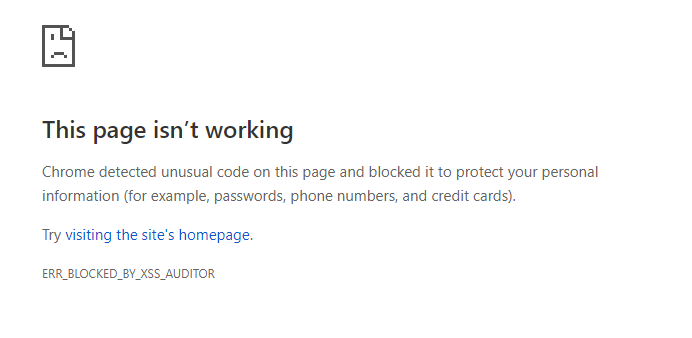 This page isn’t working
Chrome detected unusual code on this page and blocked it to protect your personal
information (for example, passwords, phone numbers, and credit cards).
Try visiting the site's homepage.
ERR_BLOCKED_BY_XSS_AUDITOR